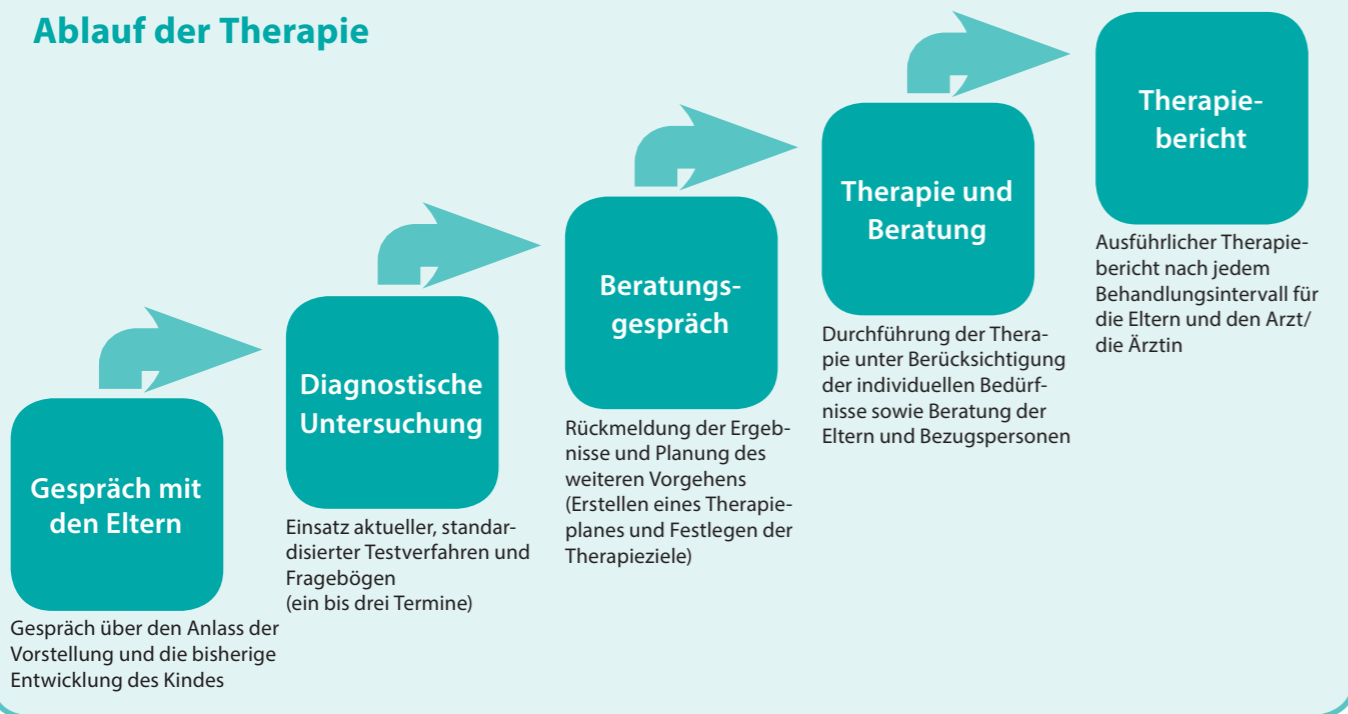 Ablauf der Therapie
Gespräch mit
den Eltern
Gespräch über den Anlass der
Vorstellung und die bisherige
Entwicklung des Kindes
Diagnostische
Untersuchung
Einsatz aktueller, standar-
disierter Testverfahren und
Fragebögen
(ein bis drei Termine)
Beratungs-
gespräch
Rückmeldung der Ergeb-
nisse und Planung des
weiteren Vorgehens
(Erstellen eines Therapie-
planes und Festlegen der
Therapieziele)
Therapie und
Beratung
Durchführung der Thera-
pie unter Berücksichtigung
der individuellen Bedürf-
nisse sowie Beratung der
Eltern und Bezugspersonen
Therapie-
bericht
Ausführlicher Therapie-
bericht nach jedem
Behandlungsintervall für
die Eltern und den Arzt/
die Ärztin